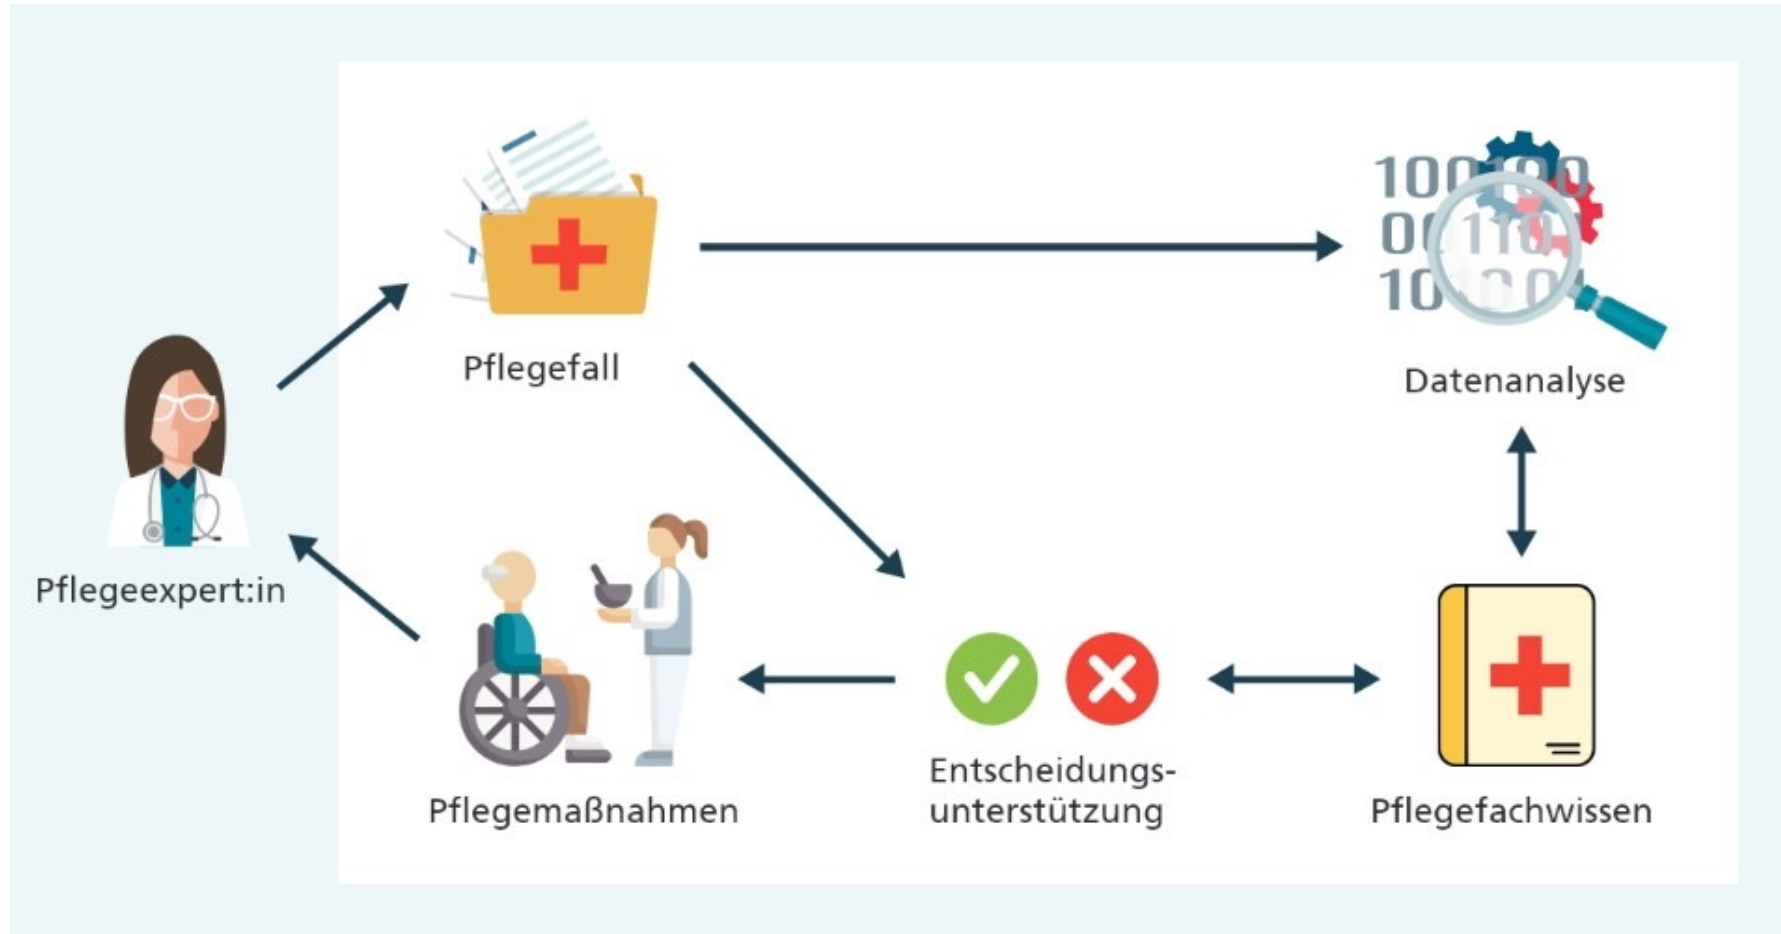 Pflegefall
Datenanalyse
Pflegeexpert:in
Pflegemaßnahmen
Entscheidungs-
unterstützung
Pflegefachwissen